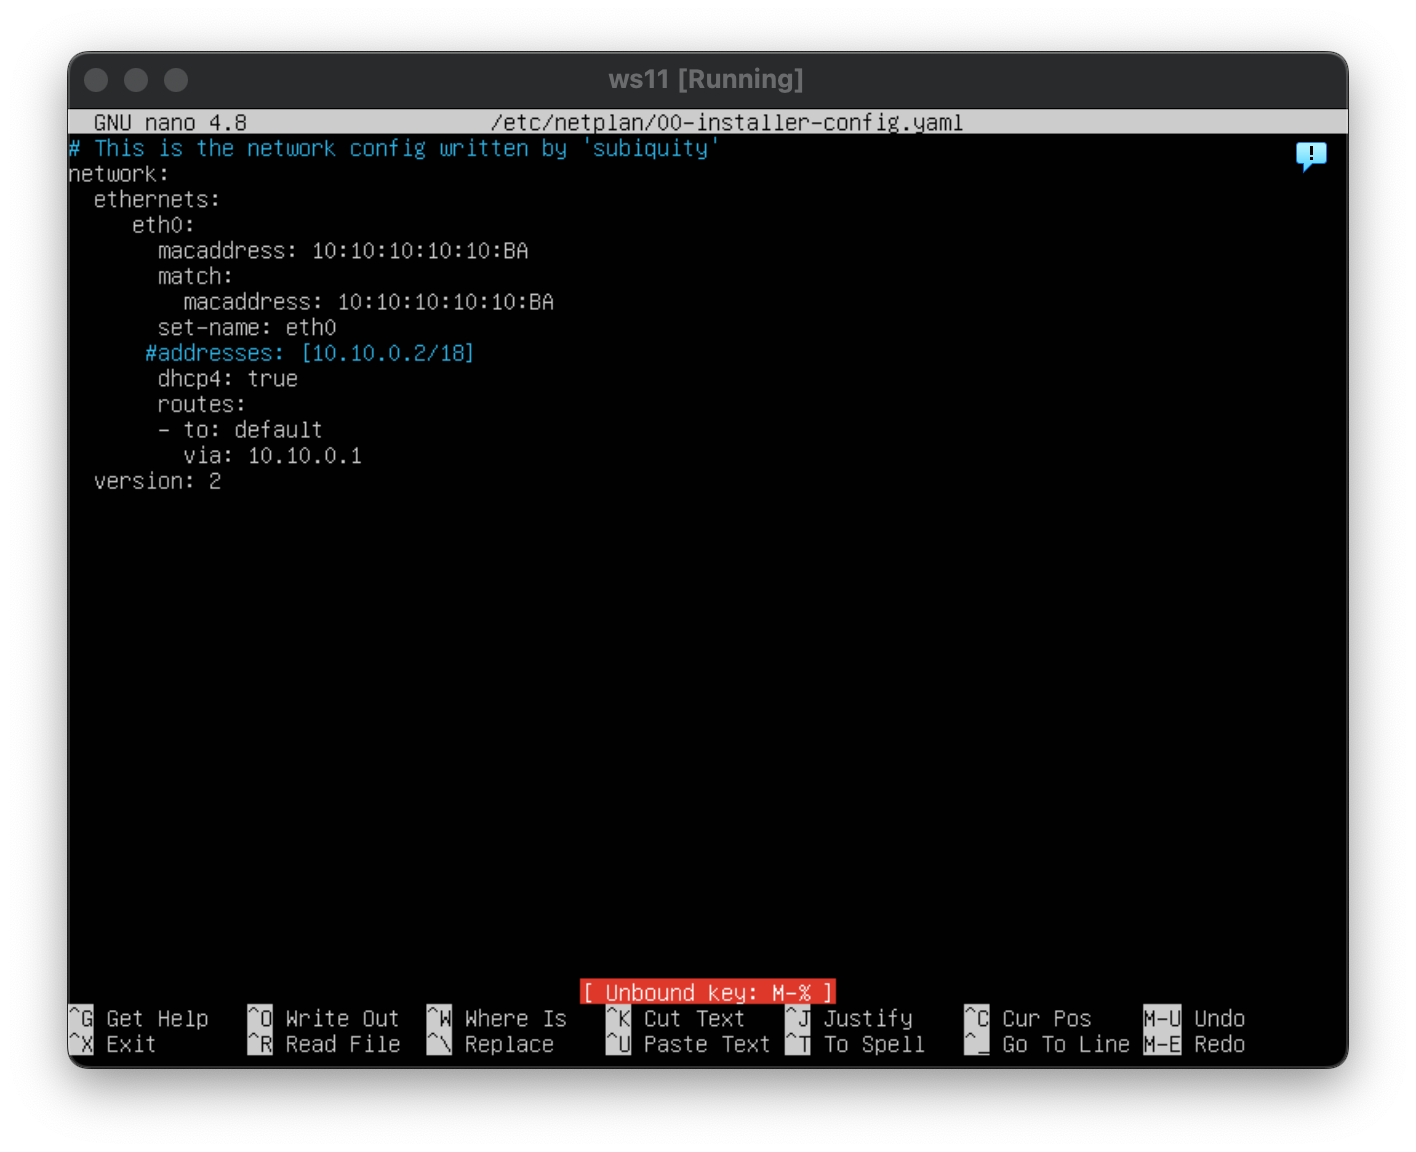 ws11 [Running]
GNU nano 4.8 /etc/netplan/00-installer-config.yaml
# This is the network config written by 'subiquity'
network:
  ethernets:
     eth0:
       macaddress: 10:10:10:10:10:BA
       match:
         macaddress: 10:10:10:10:10:BA
       set-name: eth0
      #addresses: [10.10.0.2/18]
       dhcp4: true
       routes:
       - to: default
         via: 10.10.0.1
  version: 2
[ Unbound key: M-% ]
^G Get Help ^O Write Out ^W Where Is ^K Cut Text ^J Justify ^C Cur Pos M-U Undo
^X Exit ^R Read File ^\ Replace ^U Paste Text ^T To Spell ^_ Go To Line M-E Redo